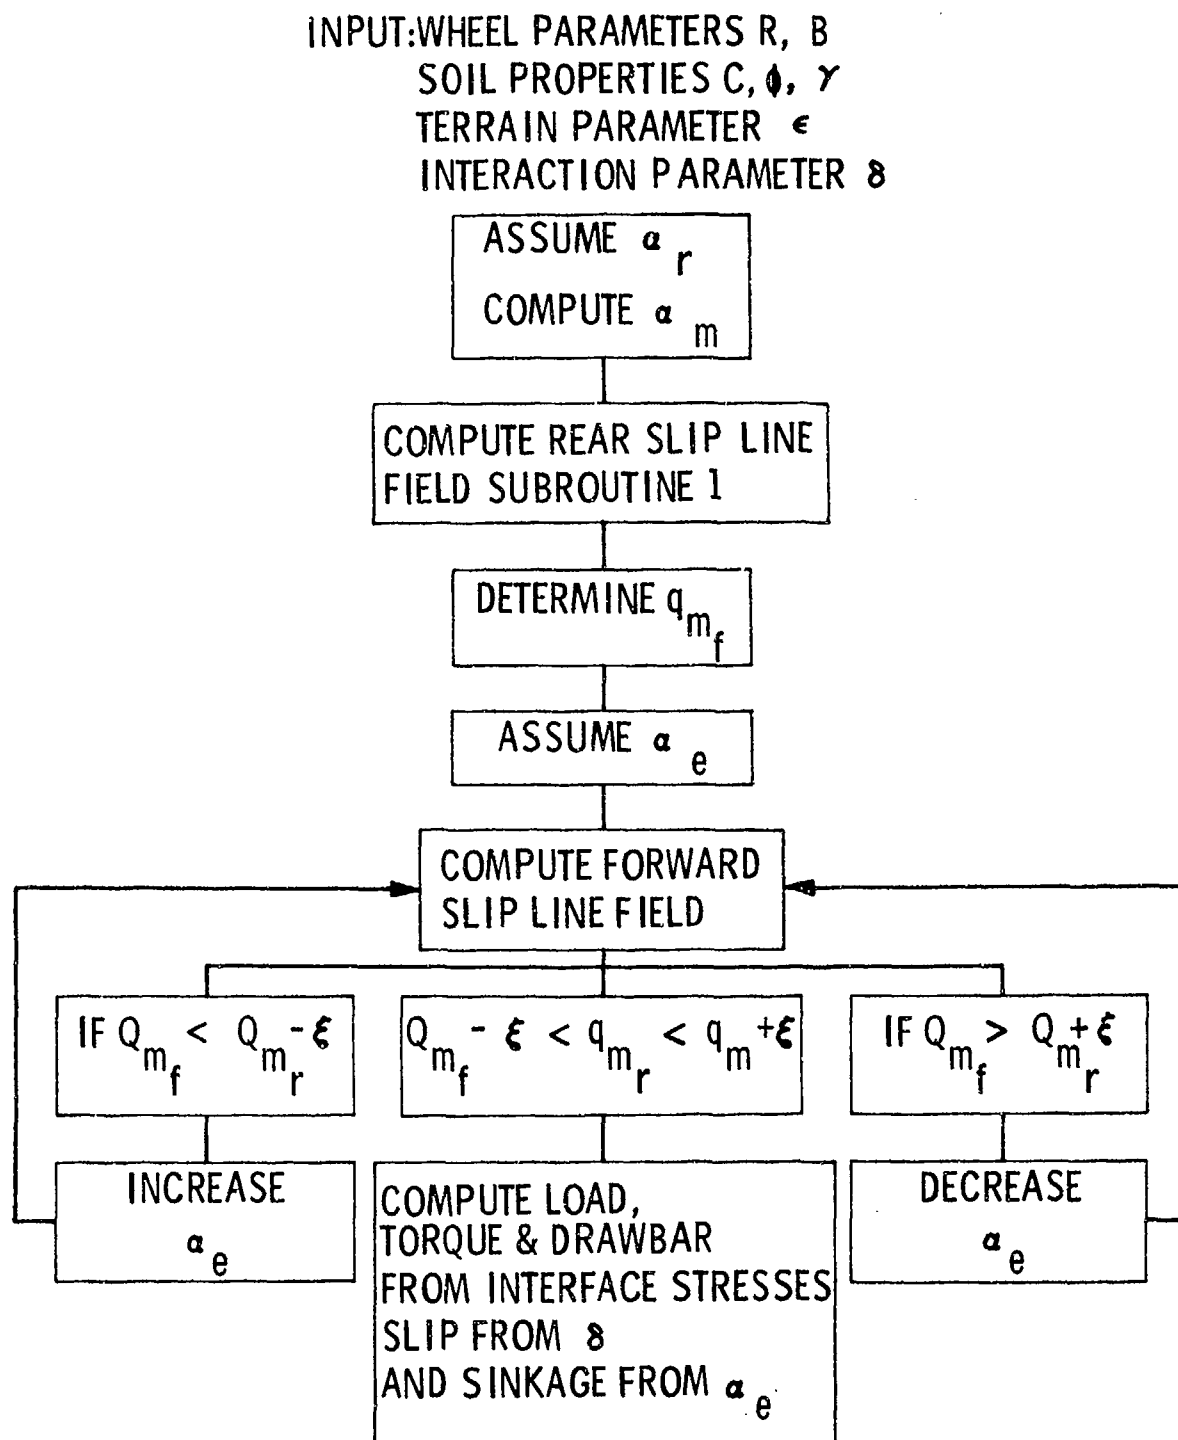 INPUT:WHEEL PARAMETERS R, B
SOIL PROPERTIES C, ϕ, γ
TERRAIN PARAMETER ϵ
INTERACTION PARAMETER δ
ASSUME α r
COMPUTE α m
COMPUTE REAR SLIP LINE
FIELD SUBROUTINE 1
DETERMINE q m f
ASSUME α e
COMPUTE FORWARD
SLIP LINE FIELD
IF Q m f < Q m r - ξ
Q m f - ξ < q m r < q m + ξ
IF Q m f > Q m r + ξ
INCREASE
α e
COMPUTE LOAD,
TORQUE & DRAWBAR
FROM INTERFACE STRESSES
SLIP FROM δ
AND SINKAGE FROM α e
DECREASE
α e